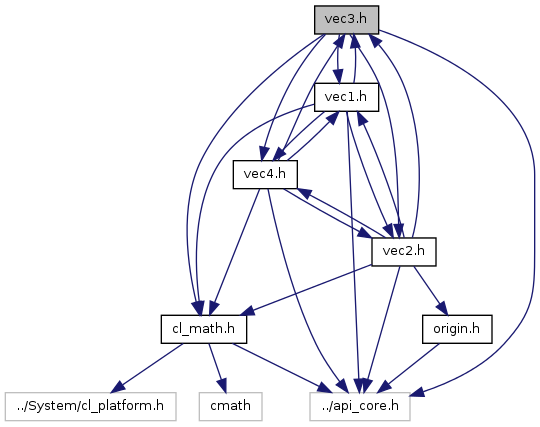 vec3.h
vec1.h
vec4.h
vec2.h
cl_math.h
origin.h
../System/cl_platform.h
cmath
../api_core.h